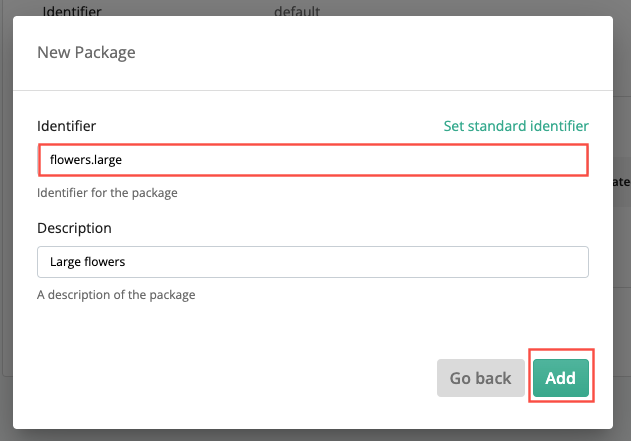 Identifier default
New Package
Identifier Set standard identifier
flowers.large
ate
Identifier for the package
Description
Large flowers
A description of the package
Go back Add